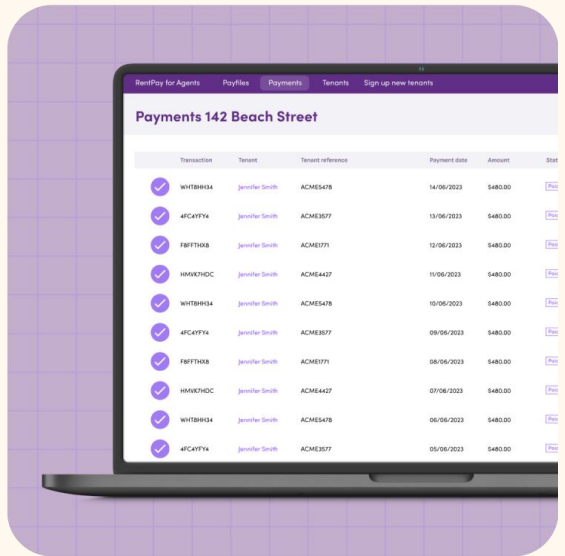 RentPay for Agents Payfiles Payments Tenants Sign up new tenants
Payments 142 Beach Street
Transaction Tenant Tenant reference Payment date Amount
WHT8HH34 Jennifer Smith ACME5478 14/06/2023 $480.00
4FC4YFY4 Jennifer Smith ACME3577 13/06/2023 $480.00
F8FFTHX8 Jennifer Smith ACME1771 12/06/2023 $480.00
HMVK7HDC Jennifer Smith ACME4427 11/06/2023 $480.00
WHT8HH34 Jennifer Smith ACME5478 10/06/2023 $480.00
4FC4YFY4 Jennifer Smith ACME3577 09/06/2023 $480.00
F8FFTHX8 Jennifer Smith ACME1771 08/06/2023 $480.00
HMVK7HDC Jennifer Smith ACME4427 07/06/2023 $480.00
WHT8HH34 Jennifer Smith ACME5478 06/06/2023 $480.00
4FC4YFY4 Jennifer Smith ACME3577 05/06/2023 $480.00